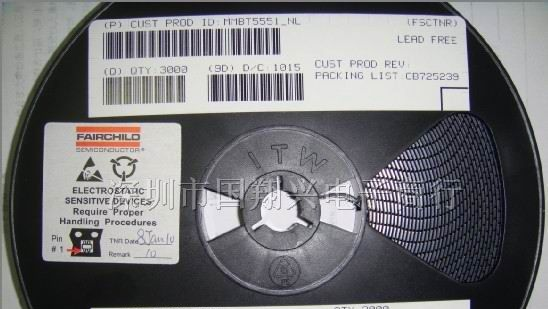 (P) CUST PROD ID:MMBT5551_NL
(FSCTNR)
LEAD FREE
(Q) QTY:3000
(9D) D/C:1015
CUST PROD REV:
PACKING LIST:CB725239
FAIRCHILD
SEMICONDUCTOR
ITW
ELECTROSTATIC
SENSITIVE DEVICES
Require Proper
Handling Procedures
Pin
# 1
TNR Date
Remark 10
深圳市国翔兴电子商行